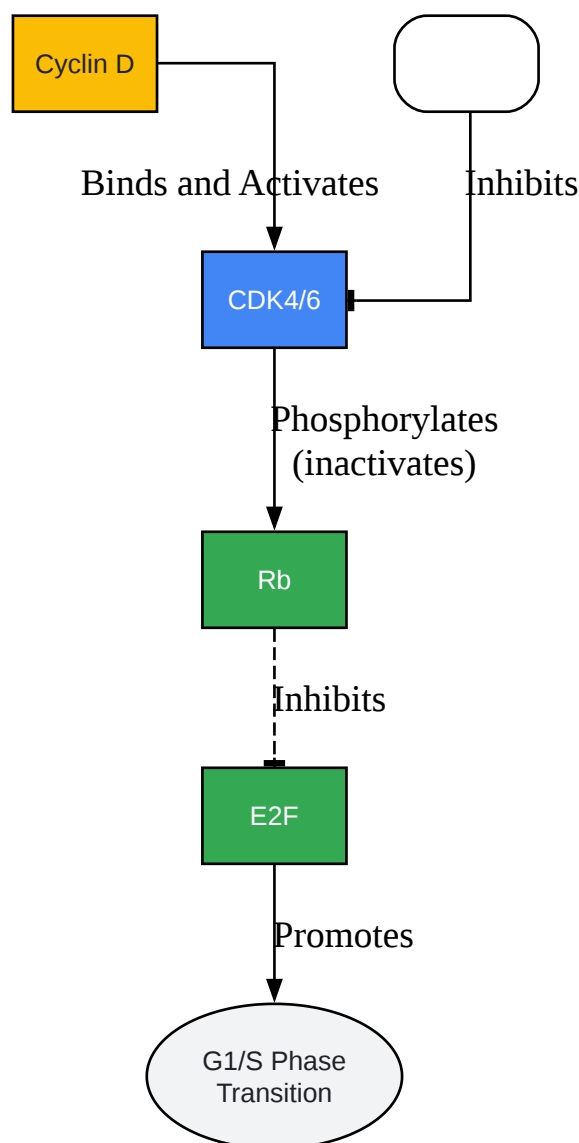 Cyclin D
Binds and Activates
Inhibits
CDK4/6
Phosphorylates
(inactivates)
Rb
Inhibits
E2F
Promotes
G1/S Phase
Transition